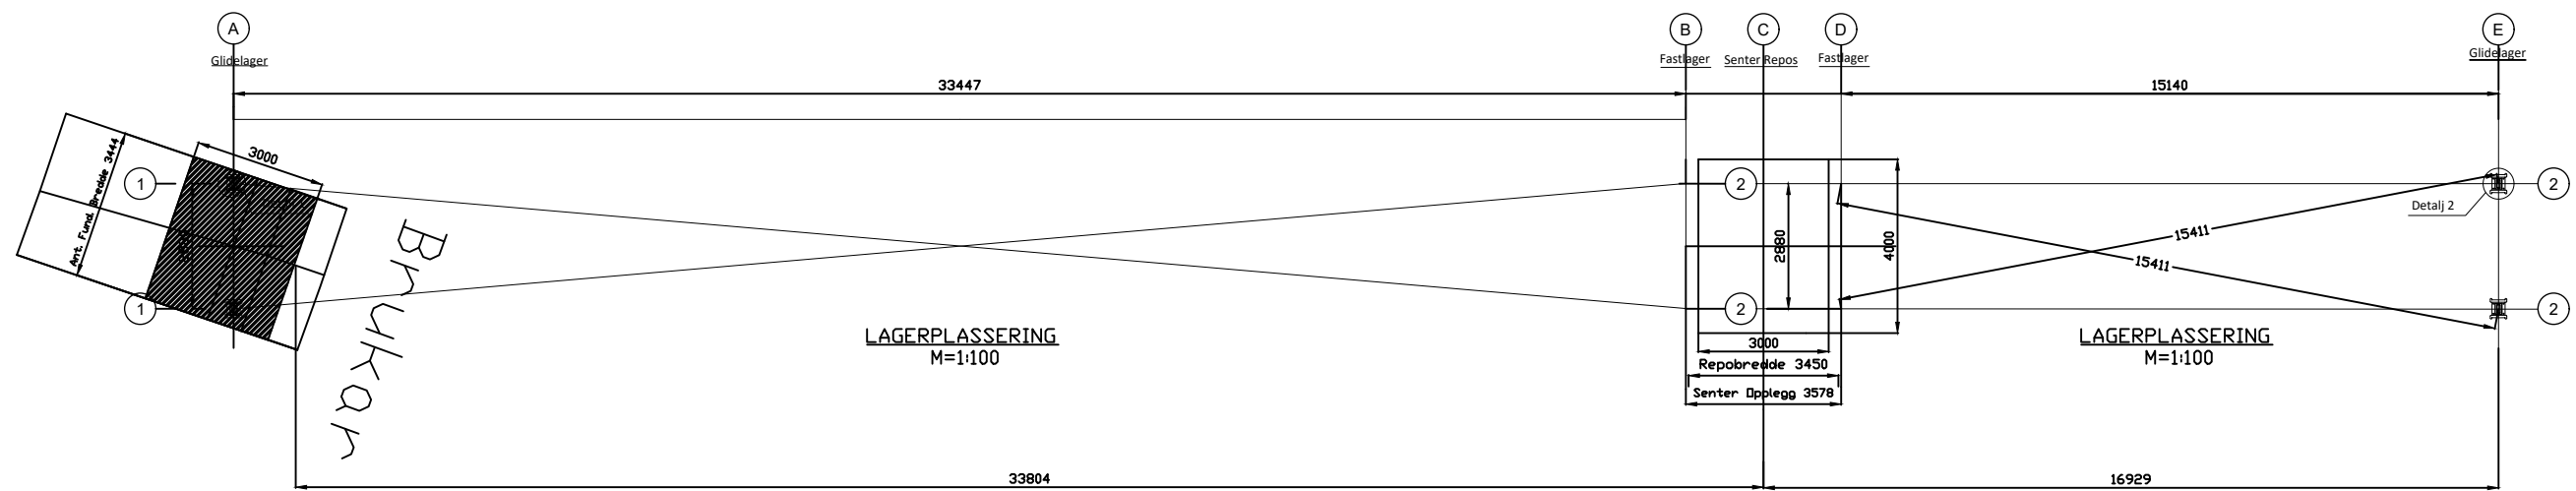 A
B
C
D
E
Glidelager
Fastlager
Senter Repos
Fastlager
Glidelager
33447
15140
3000
Ant. Fund. Bredde 3444
1
2
2
2
Detalj 2
2880
4000
15411
15411
1
2
Brukar
LAGERPLASSERING
M=1:100
LAGERPLASSERING
M=1:100
3000
Repobredde 3450
Senter Opplegg 3578
33804
16929